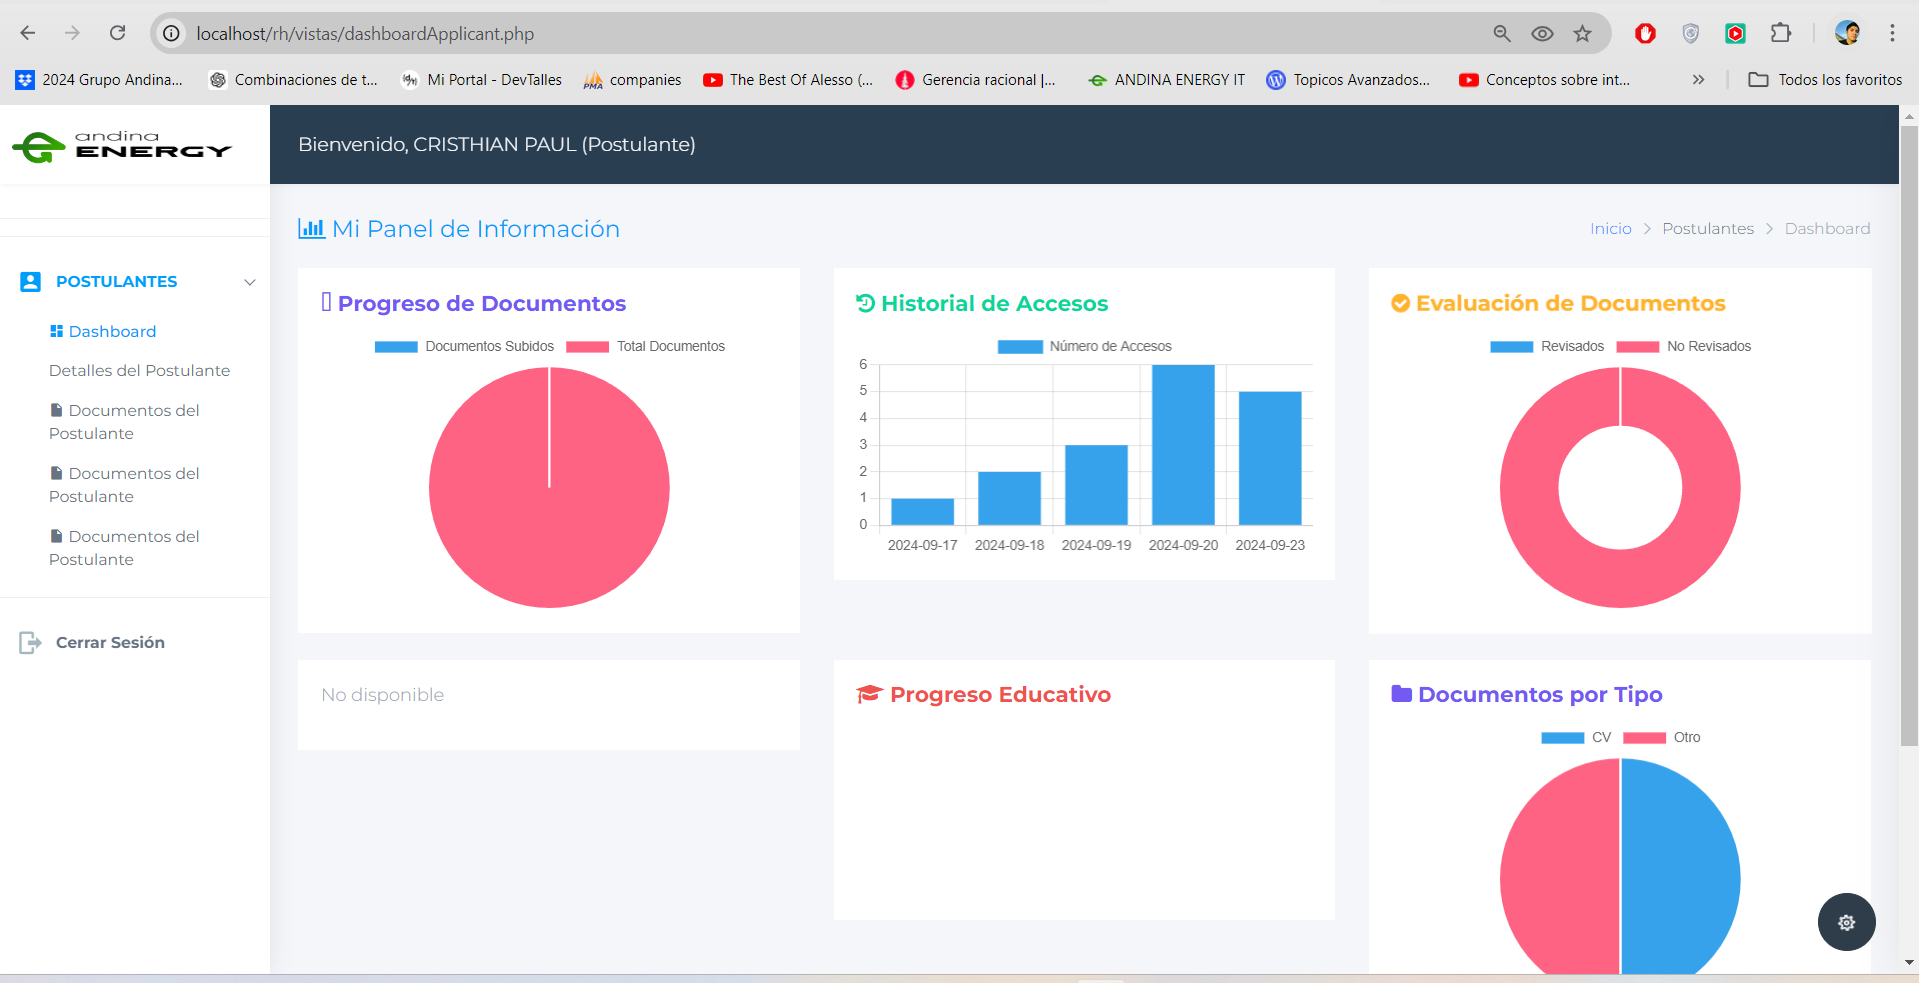 localhost/rh/vistas/dashboardApplicant.php
2024 Grupo Andina...
Combinaciones de t...
Mi Portal - DevTalles
companies
The Best Of Alesso (...
Gerencia racional |...
ANDINA ENERGY IT
Topicos Avanzados...
Conceptos sobre int...
»
Todos los favoritos
andina
ENERGY
Bienvenido, CRISTHIAN PAUL (Postulante)
Mi Panel de Información
Inicio > Postulantes > Dashboard
POSTULANTES
Dashboard
Detalles del Postulante
Documentos del
Postulante
Documentos del
Postulante
Documentos del
Postulante
Cerrar Sesión
Progreso de Documentos
Documentos Subidos
Total Documentos
Historial de Accesos
Número de Accesos
6
5
4
3
2
1
0
2024-09-17
2024-09-18
2024-09-19
2024-09-20
2024-09-23
Evaluación de Documentos
Revisados
No Revisados
No disponible
Progreso Educativo
Documentos por Tipo
CV
Otro